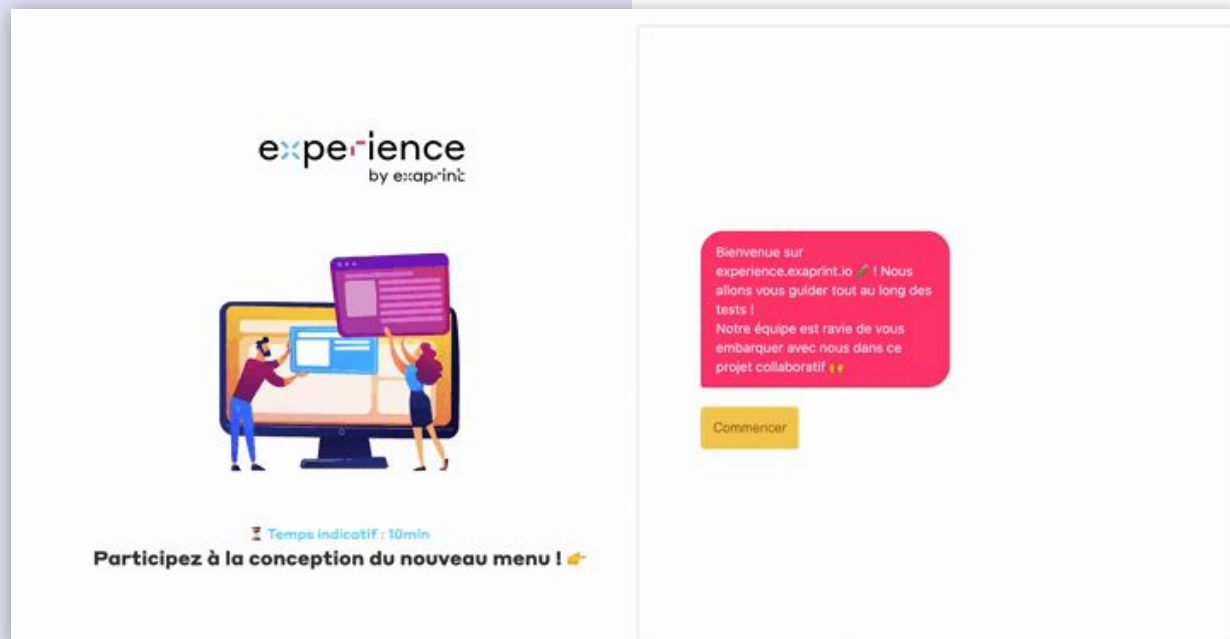 experience
by exaprint
⏳ Temps indicatif : 10min
Participez à la conception du nouveau menu ! 👉
Bienvenue sur
experience.exaprint.io 🧪 ! Nous
allons vous guider tout au long des
tests !
Notre équipe est ravie de vous
embarquer avec nous dans ce
projet collaboratif 🙌
Commencer